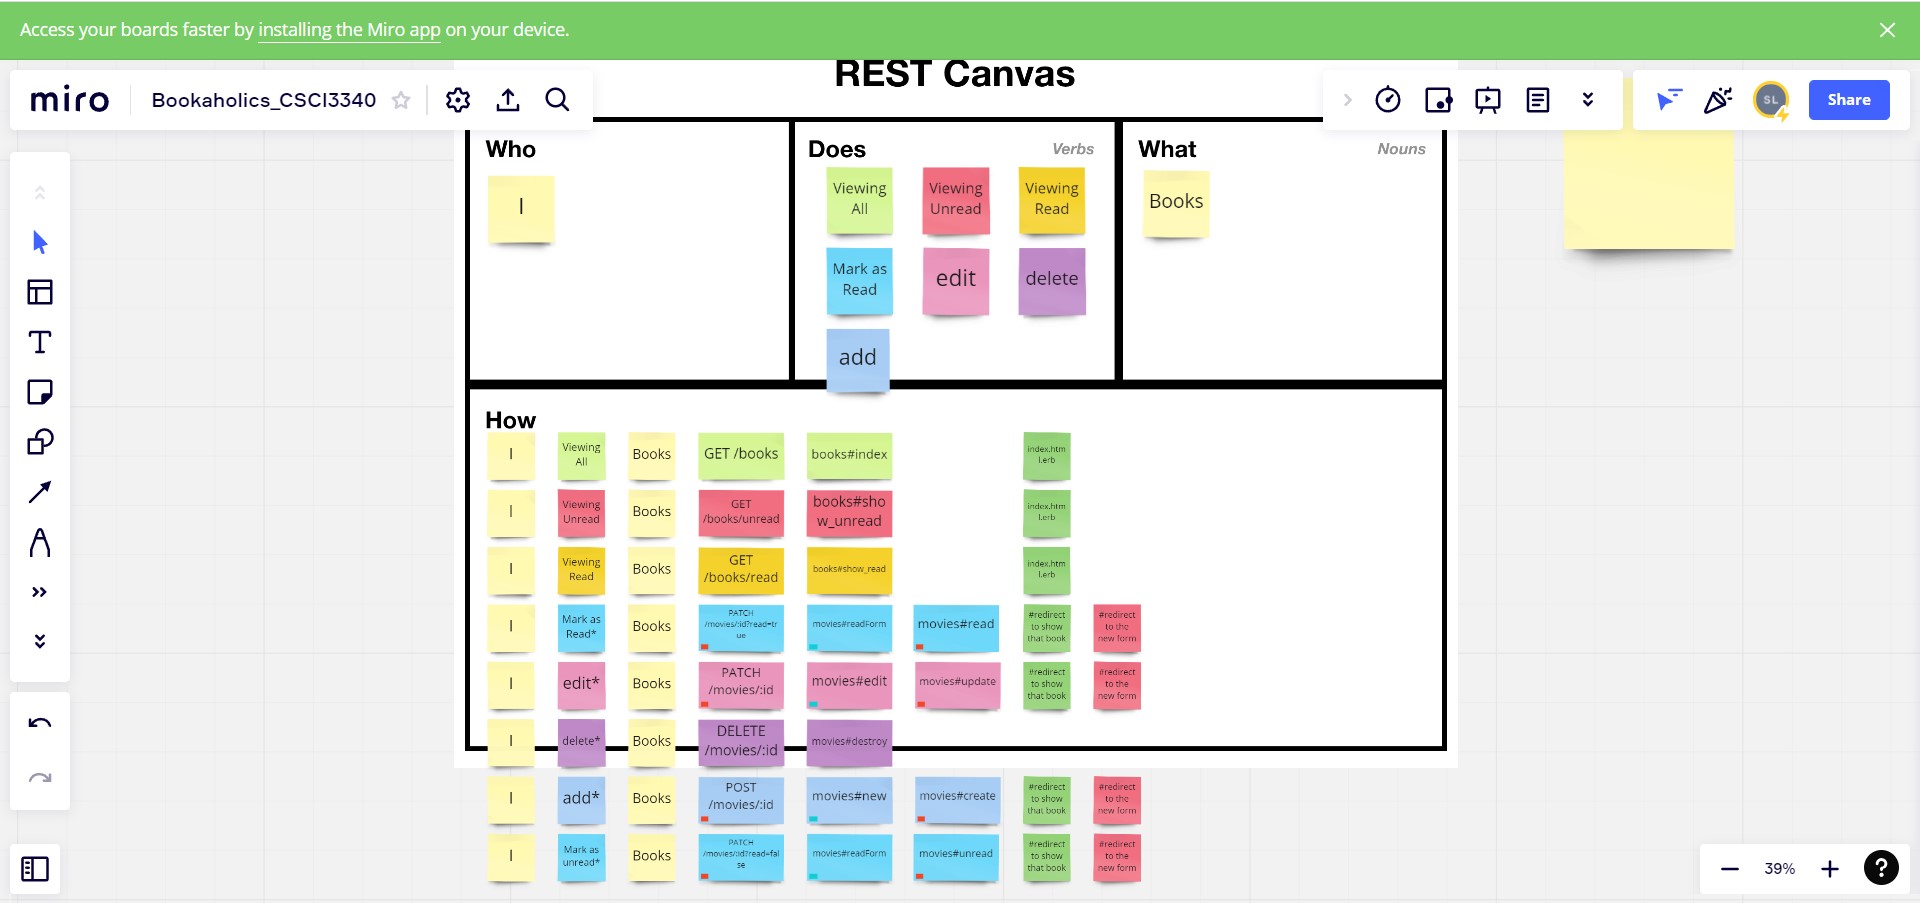 Access your boards faster by installing the Miro app on your device.
REST Canvas
miro
Bookaholics_CSCI3340
SL
Share
Who
Does
Verbs
What
Nouns
I
Viewing
All
Viewing
Unread
Viewing
Read
Books
Mark as
Read
edit
delete
add
How
I
Viewing
All
Books
GET /books
books#index
index.htm
l.erb
I
Viewing
Unread
Books
GET
/books/unread
books#sho
w_unread
index.htm
l.erb
I
Viewing
Read
Books
GET
/books/read
books#show_read
index.htm
l.erb
I
Mark as
Read*
Books
PATCH
/movies/:id?read=tr
ue
movies#readForm
movies#read
#redirect
to show
that book
#redirect
to the
new form
I
edit*
Books
PATCH
/movies/:id
movies#edit
movies#update
#redirect
to show
that book
#redirect
to the
new form
I
delete*
Books
DELETE
/movies/:id
movies#destroy
I
add*
Books
POST
/movies/:id
movies#new
movies#create
#redirect
to show
that book
#redirect
to the
new form
I
Mark as
unread*
Books
PATCH
/movies/:id?read=fal
se
movies#readForm
movies#unread
#redirect
to show
that book
#redirect
to the
new form
39%
?